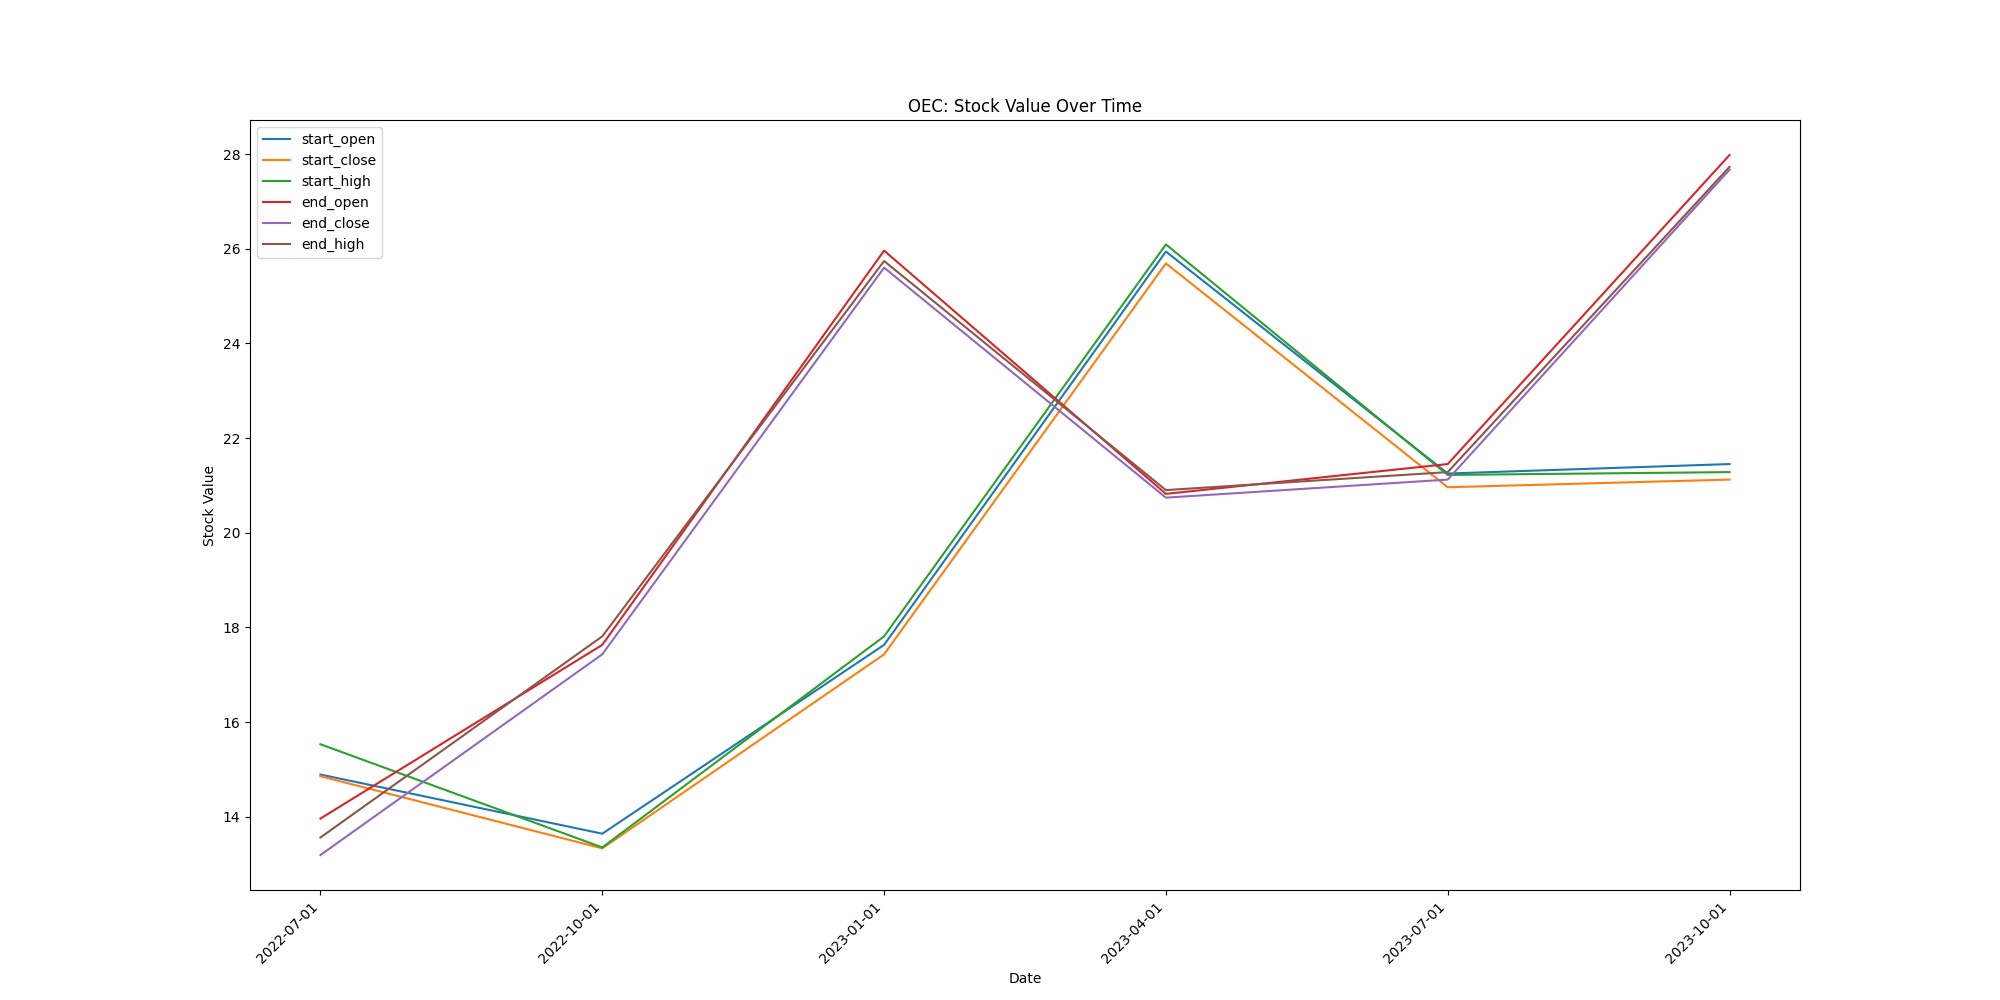 OEC: Stock Value Over Time
start_open
start_close
start_high
end_open
end_close
end_high
28
26
24
22
20
18
16
14
Stock Value
2022-07-01
2022-10-01
2023-01-01
2023-04-01
2023-07-01
2023-10-01
Date